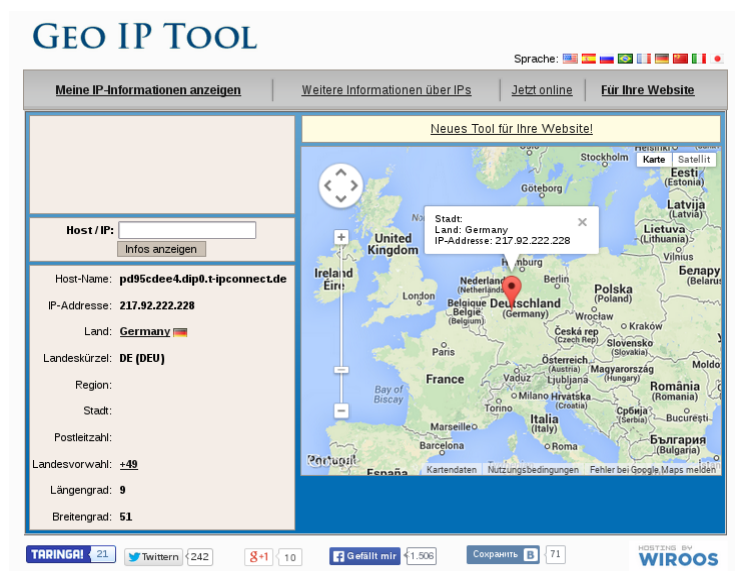 GEO IP TOOL
Sprache:
Meine IP-Informationen anzeigen
Weitere Informationen über IPs
Jetzt online
Für Ihre Website
Neues Tool für Ihre Website!
Host / IP:
Infos anzeigen
Host-Name: pd95cdee4.dip0.t-ipconnect.de
IP-Addresse: 217.92.222.228
Land: Germany
Landeskürzel: DE (DEU)
Region:
Stadt:
Postleitzahl:
Landesvorwahl: +49
Längengrad: 9
Breitengrad: 51
Karte
Satellit
Stadt:
Land: Germany
IP-Addresse: 217.92.222.228
Oslo
Stockholm
Helsinki
Eesti
(Estonia)
Göteborg
Latvija
(Latvia)
Lietuva
(Lithuania)
Vilnius
United
Kingdom
Ireland
Éire
Hamburg
Berlin
London
België
(Belgium)
Belgique
Deutschland
(Germany)
Polska
(Poland)
Wrocław
Kraków
Česká rep
(Czech Rep)
Slovensko
(Slovakia)
Paris
Österreich
(Austria)
Magyarország
(Hungary)
France
Vaduz
Ljubljana
România
(Romania)
Bay of
Biscay
Milano
Hrvatska
(Croatia)
Torino
Србија
(Serbia)
București
Italia
(Italy)
Marseille
Barcelona
Roma
България
(Bulgaria)
Portugal
España
Kartendaten
Nutzungsbedingungen
Fehler bei Google Maps melden
TARINGA! 21
Twittern 242
g+1 10
Gefällt mir 1.506
Сохранить B 71
HOSTING BY
WIROOS